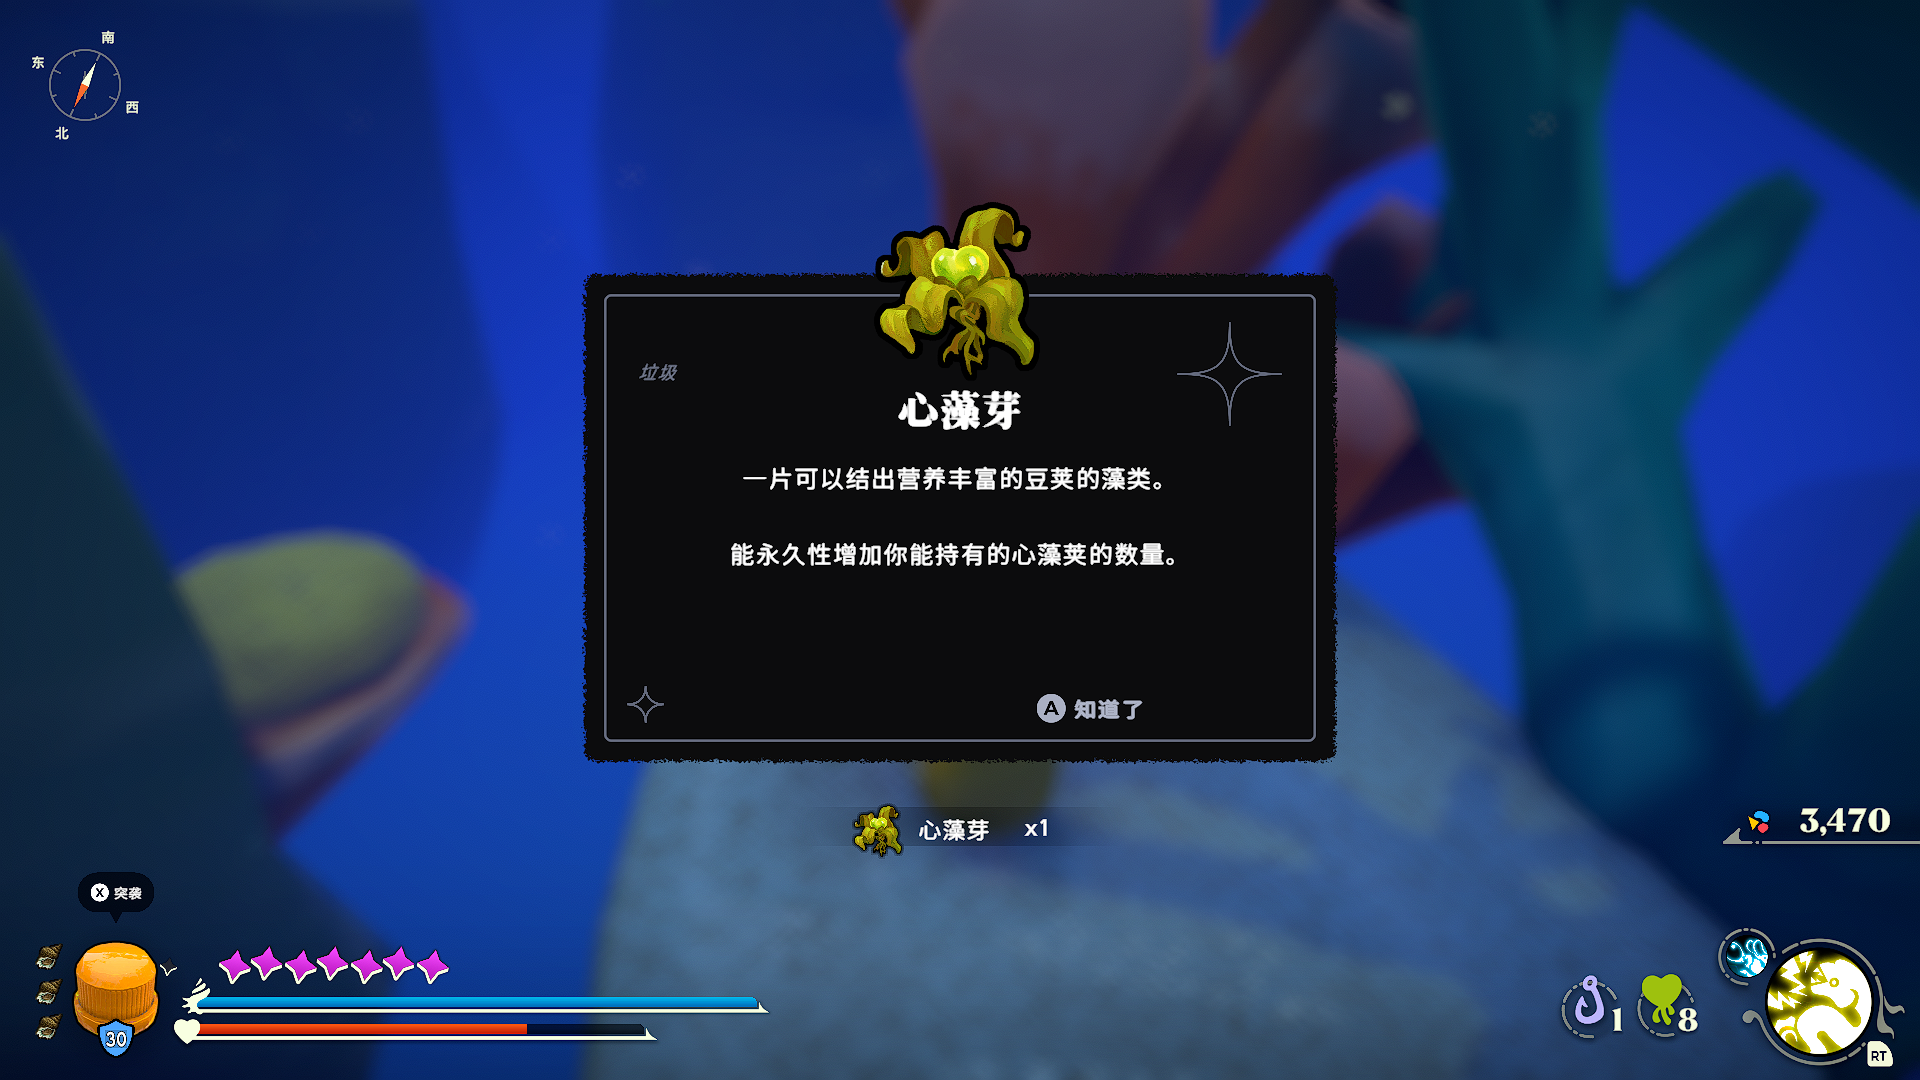 南
东
西
北
垃圾
心藻芽
一片可以结出营养丰富的豆荚的藻类。
能永久性增加你能持有的心藻荚的数量。
A 知道了
心藻芽 x1
3,470
X 突袭
30
1
8
RT